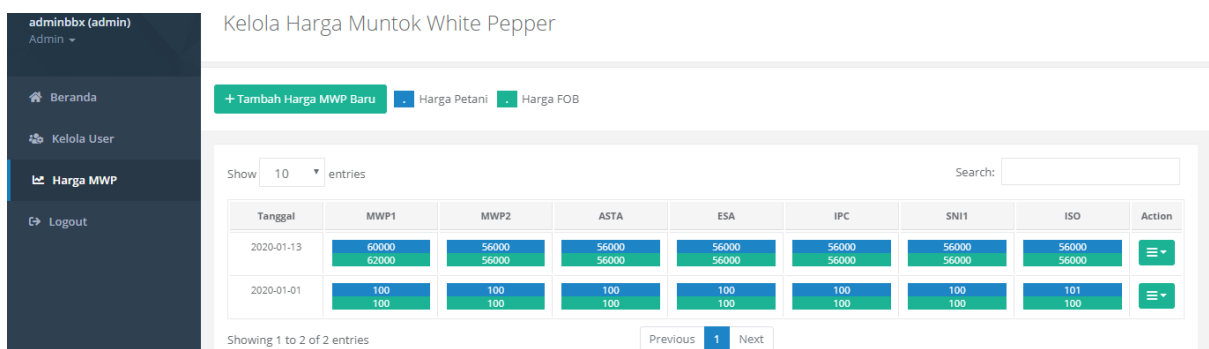 adminbbx (admin)
Admin
Beranda
Kelola User
Harga MWP
Logout
Kelola Harga Muntok White Pepper
+ Tambah Harga MWP Baru . Harga Petani . Harga FOB
Show 10 entries Search:
Tanggal MWP1 MWP2 ASTA ESA IPC SNI1 ISO Action
2020-01-13 60000 56000 56000 56000 56000 56000 56000
62000 56000 56000 56000 56000 56000 56000
2020-01-01 100 100 100 100 100 100 101
100 100 100 100 100 100 100
Showing 1 to 2 of 2 entries Previous 1 Next